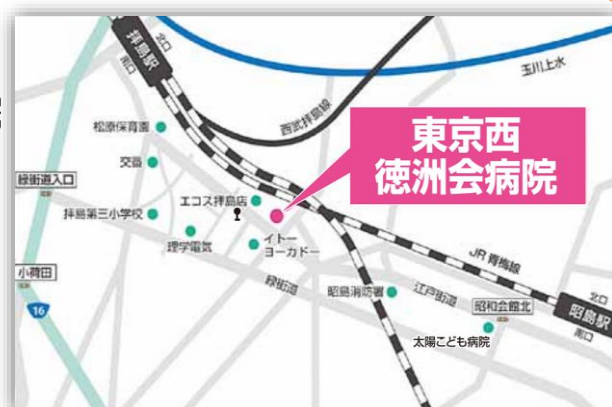 北口
拝島駅
南口
玉川上水
西武拝島線
松原保育園
交番
緑街道入口
エコス拝島店
拝島第三小学校
理学電気
イトー
ヨーカドー
東京西
徳洲会病院
JR青梅線
小荷田
緑街道
16
昭島消防署
江戸街道
昭和会館北
太陽こども病院
北口
昭島駅
南口